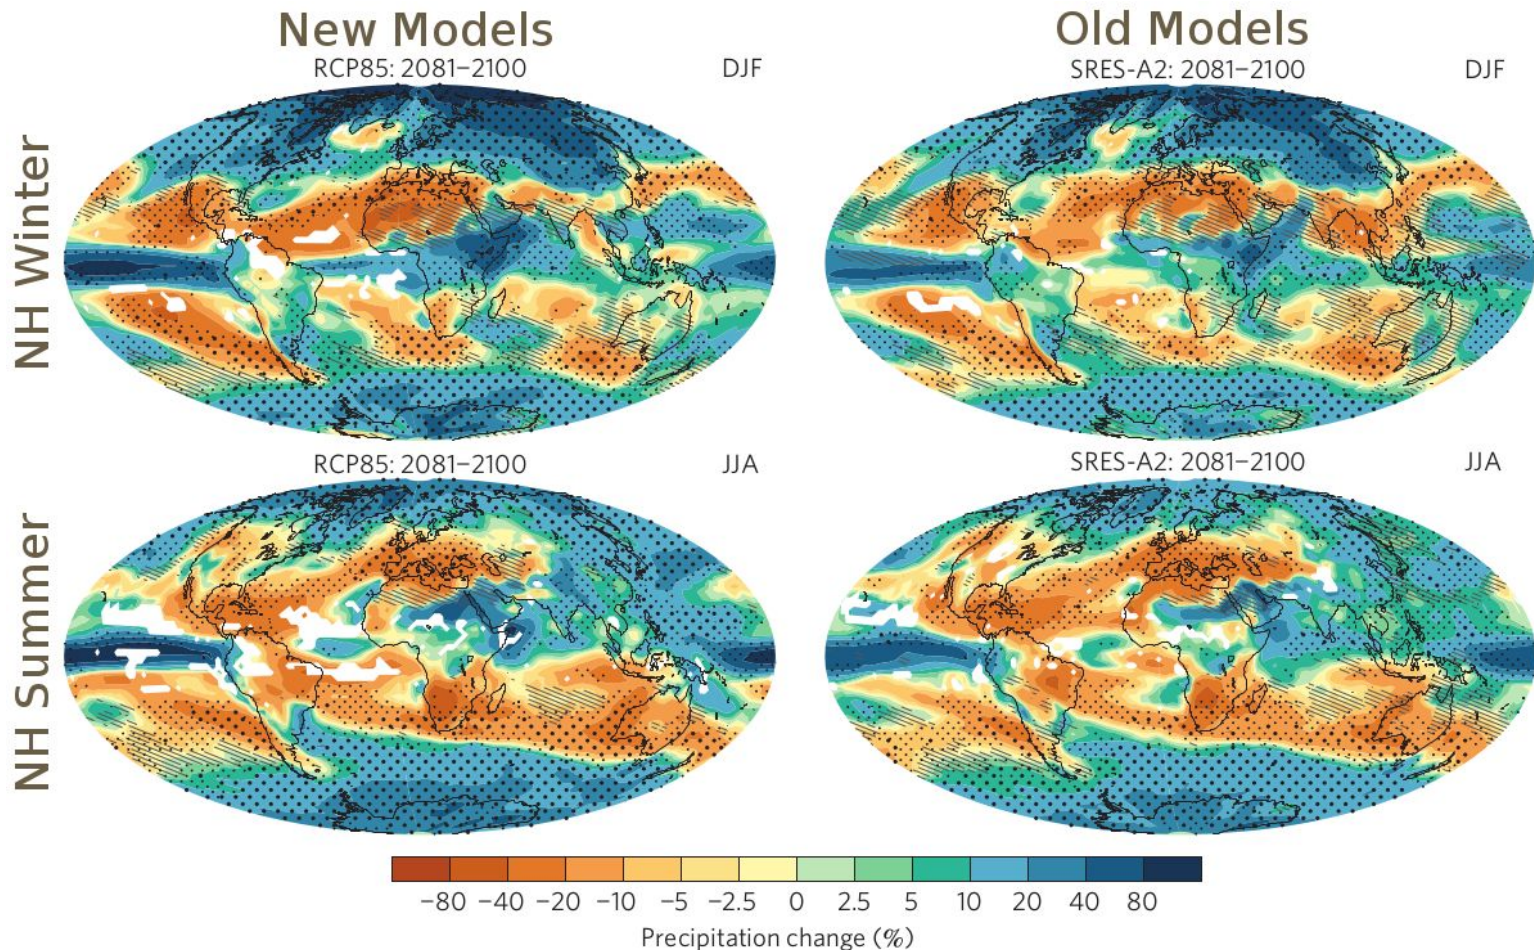 New Models
Old Models
RCP85: 2081–2100
DJF
SRES-A2: 2081–2100
DJF
NH Winter
RCP85: 2081–2100
JJA
SRES-A2: 2081–2100
JJA
NH Summer
−80 −40 −20 −10 −5 −2.5 0 2.5 5 10 20 40 80
Precipitation change (%)